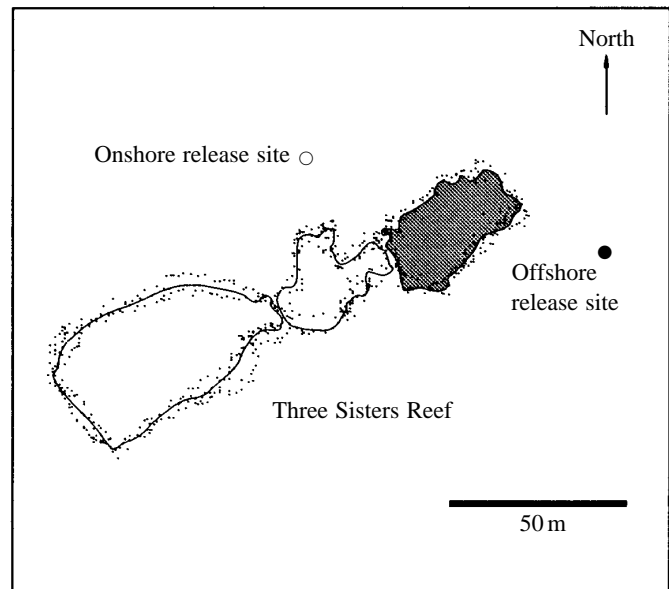 North
Onshore release site
Offshore
release site
Three Sisters Reef
50 m